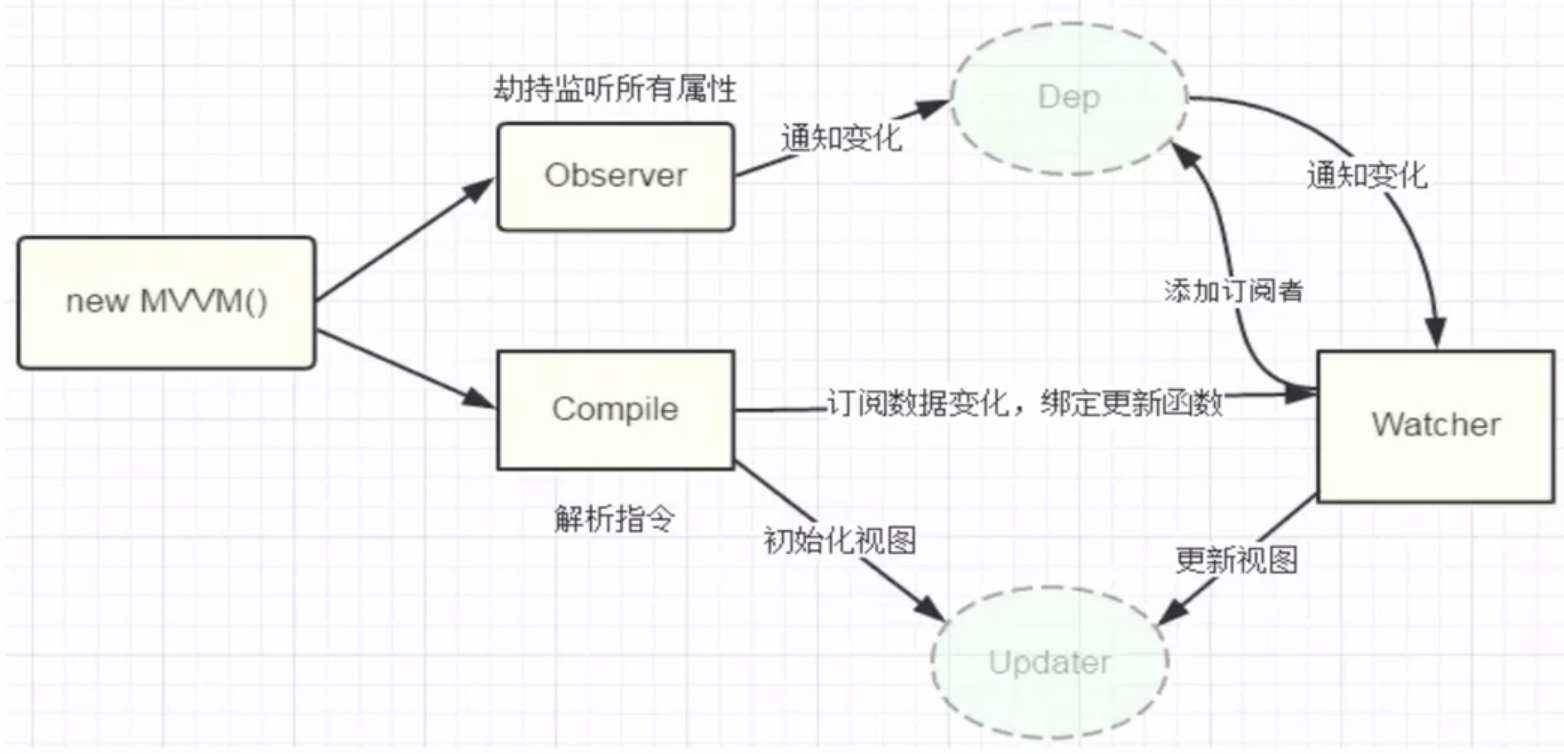 劫持监听所有属性
Dep
通知变化
Observer
通知变化
new MVVM()
添加订阅者
Compile
订阅数据变化，绑定更新函数
Watcher
解析指令
初始化视图
更新视图
Updater